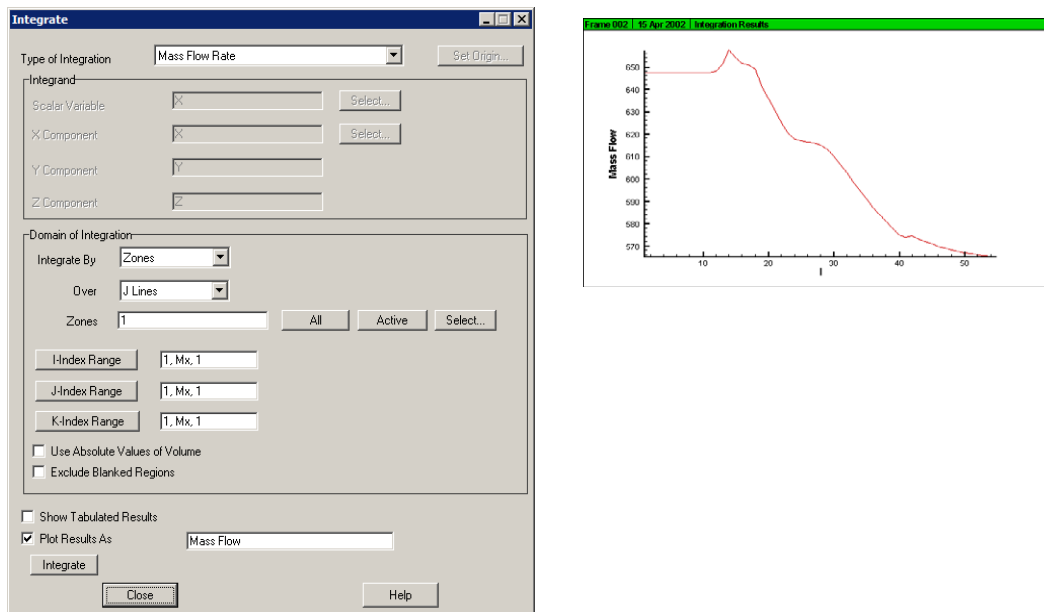 Integrate
Type of Integration Mass Flow Rate Set Origin...
Integrand
Scalar Variable X Select...
X Component X Select...
Y Component Y
Z Component Z
Domain of Integration
Integrate By Zones
Over J Lines
Zones 1 All Active Select...
I-Index Range 1, Mx, 1
J-Index Range 1, Mx, 1
K-Index Range 1, Mx, 1
Use Absolute Values of Volume
Exclude Blanked Regions
Show Tabulated Results
Plot Results As Mass Flow
Integrate
Close Help
Frame 002 | 15 Apr 2002 | Integration Results
Mass Flow
650
640
630
620
610
600
590
580
570
10 20 30 40 50
I